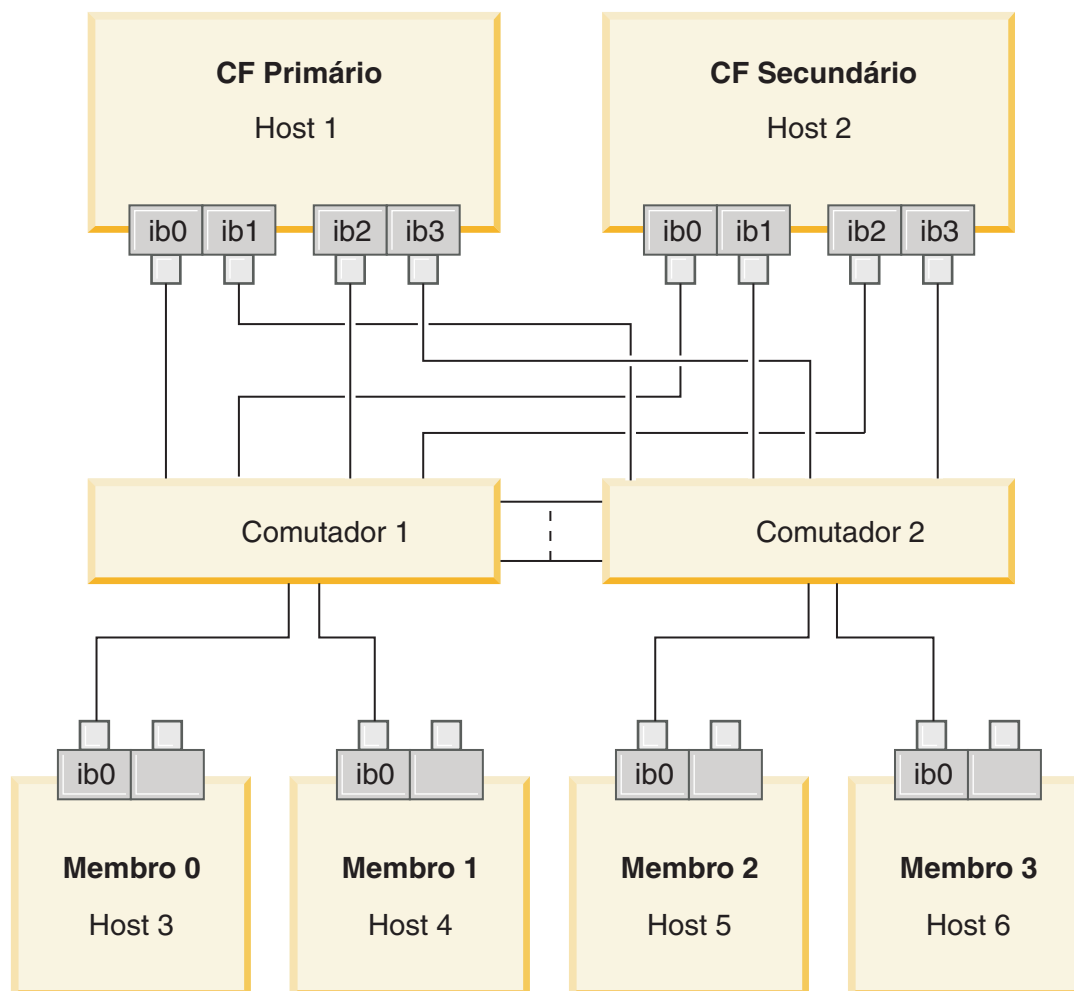 CF Primário
Host 1
CF Secundário
Host 2
ib0 ib1 ib2 ib3
ib0 ib1 ib2 ib3
Comutador 1
Comutador 2
ib0
ib0
ib0
ib0
Membro 0
Host 3
Membro 1
Host 4
Membro 2
Host 5
Membro 3
Host 6